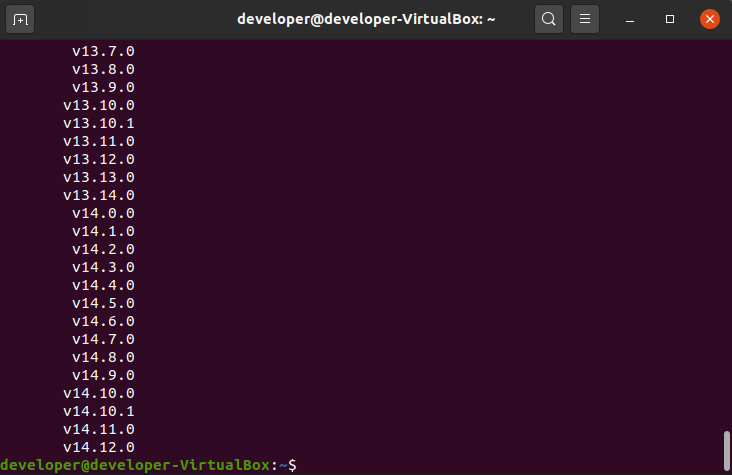 developer@developer-VirtualBox: ~
v13.7.0
v13.8.0
v13.9.0
v13.10.0
v13.10.1
v13.11.0
v13.12.0
v13.13.0
v13.14.0
v14.0.0
v14.1.0
v14.2.0
v14.3.0
v14.4.0
v14.5.0
v14.6.0
v14.7.0
v14.8.0
v14.9.0
v14.10.0
v14.10.1
v14.11.0
v14.12.0
developer@developer-VirtualBox:~$